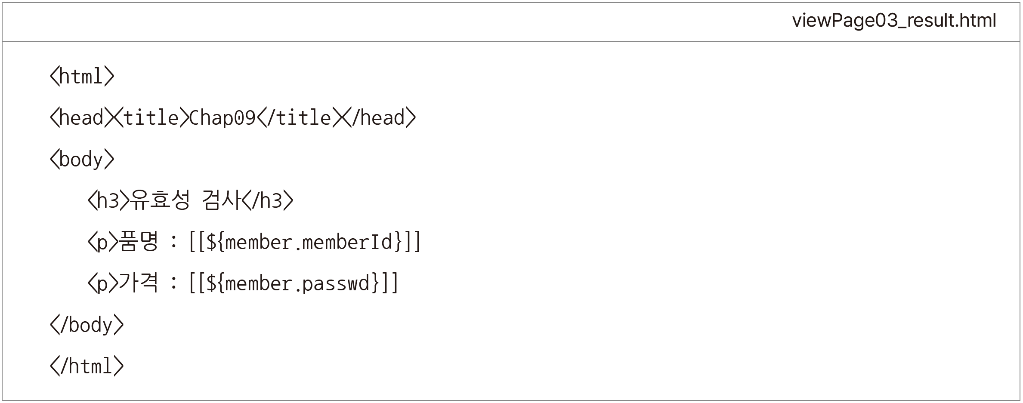 viewPage03_result.html
<html>
<head><title>Chap09</title></head>
<body>
<h3>유효성 검사</h3>
<p>품명 : [[${member.memberId}]]
<p>가격 : [[${member.passwd}]]
</body>
</html>